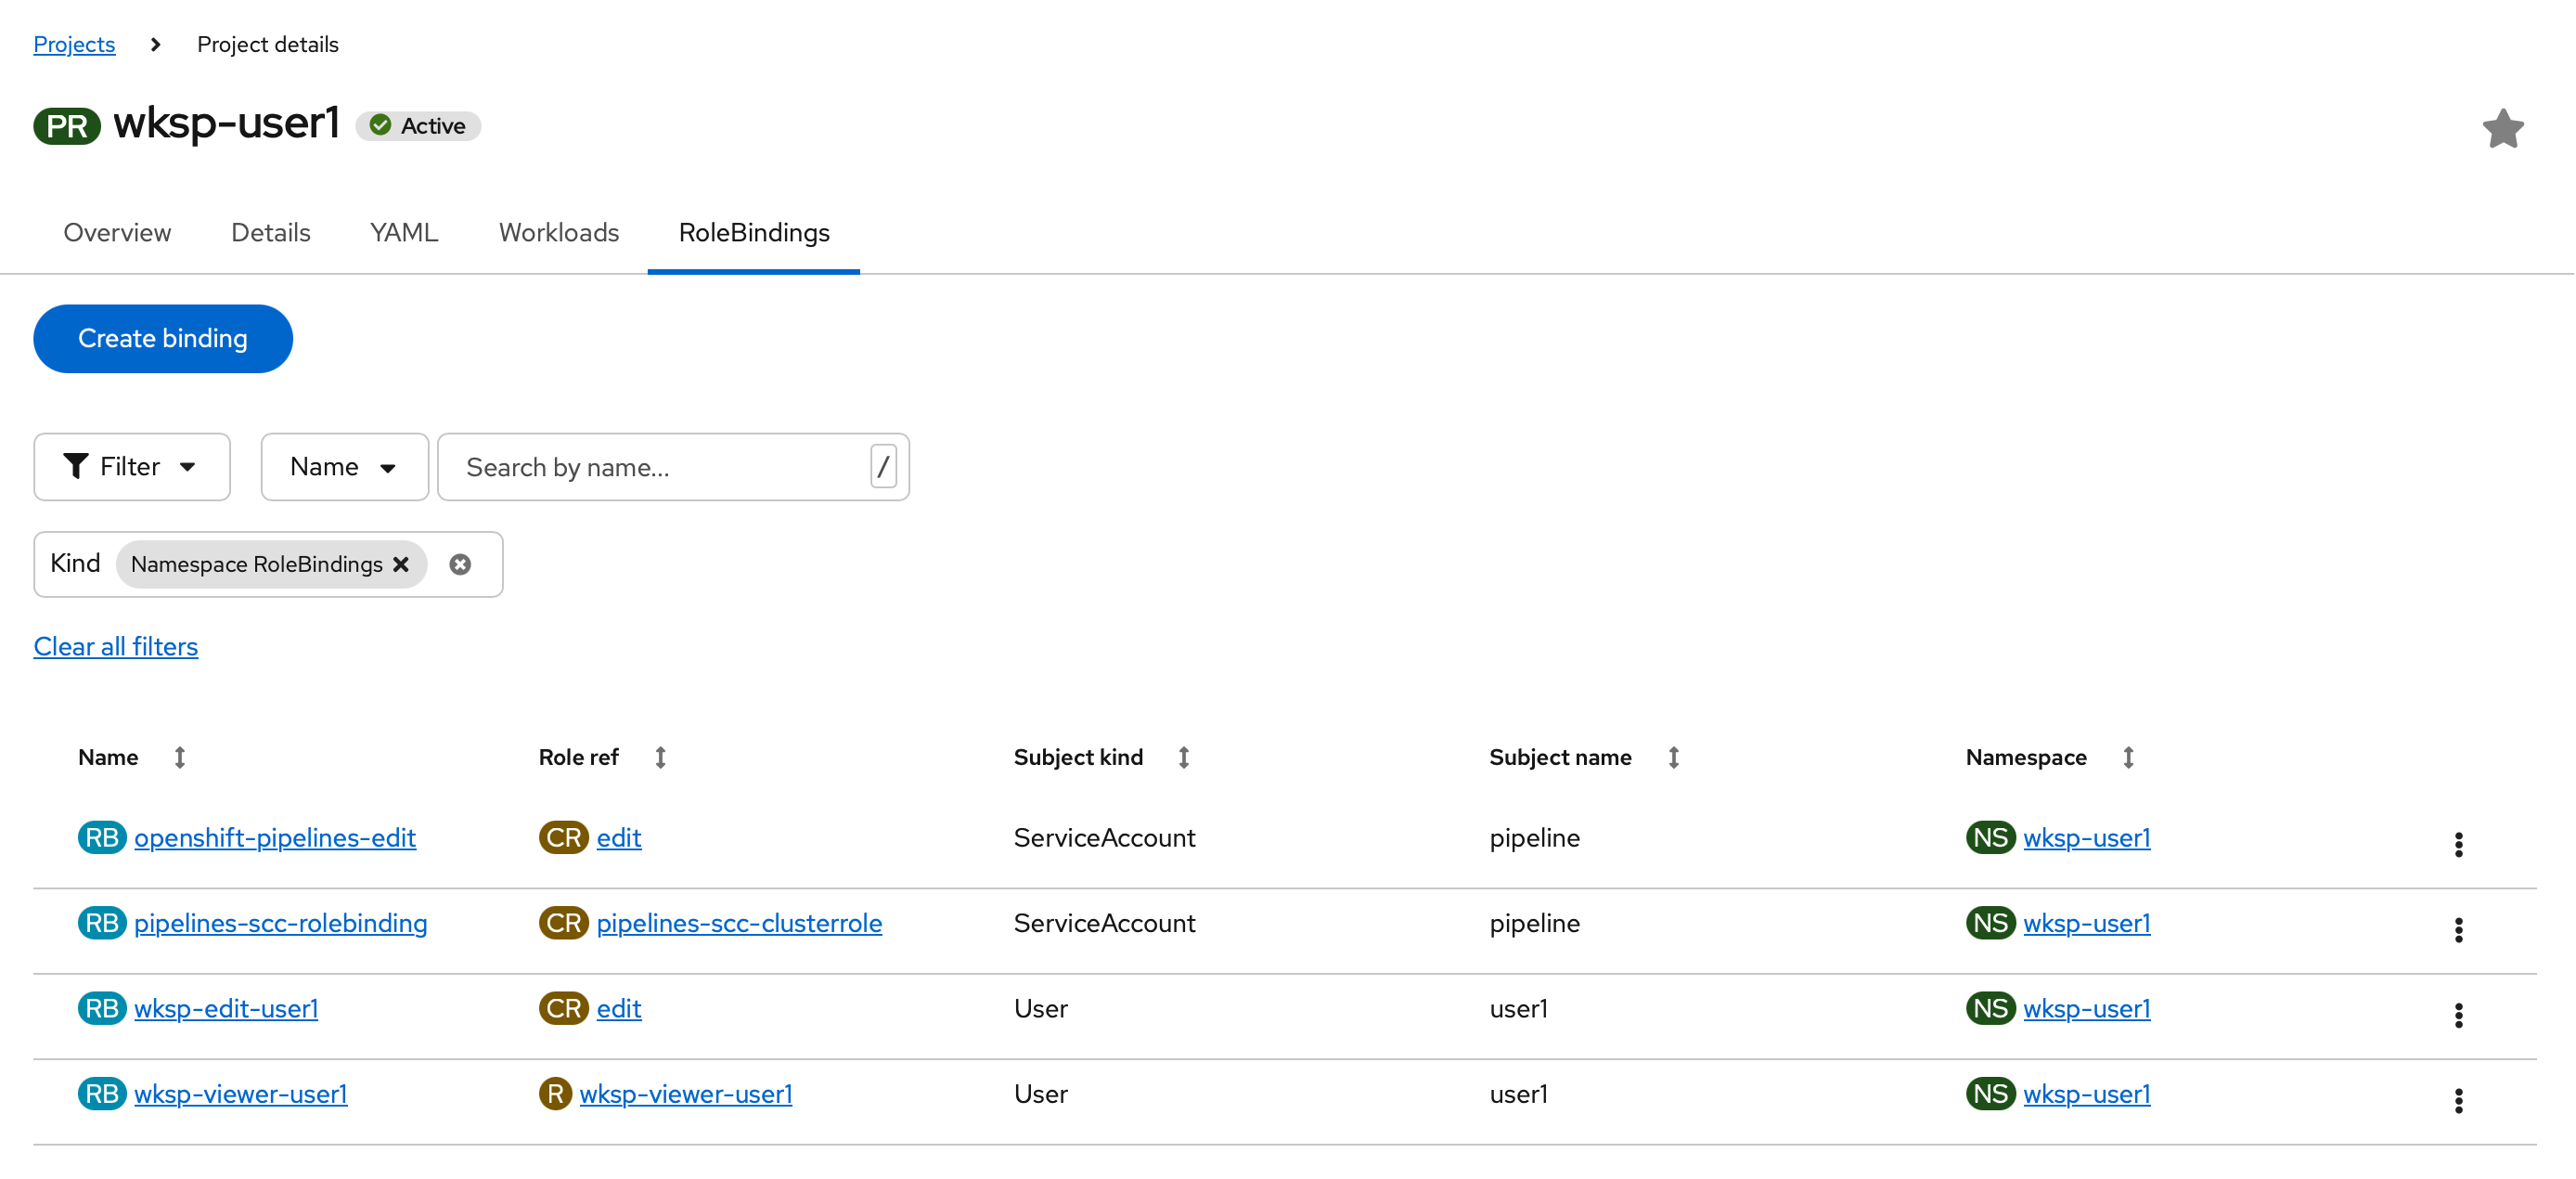 Projects > Project details
PR wksp-user1 Active
Overview Details YAML Workloads RoleBindings
Create binding
Filter Name Search by name... /
Kind Namespace RoleBindings
Clear all filters
Name Role ref Subject kind Subject name Namespace
RB openshift-pipelines-edit CR edit ServiceAccount pipeline NS wksp-user1
RB pipelines-scc-rolebinding CR pipelines-scc-clusterrole ServiceAccount pipeline NS wksp-user1
RB wksp-edit-user1 CR edit User user1 NS wksp-user1
RB wksp-viewer-user1 R wksp-viewer-user1 User user1 NS wksp-user1